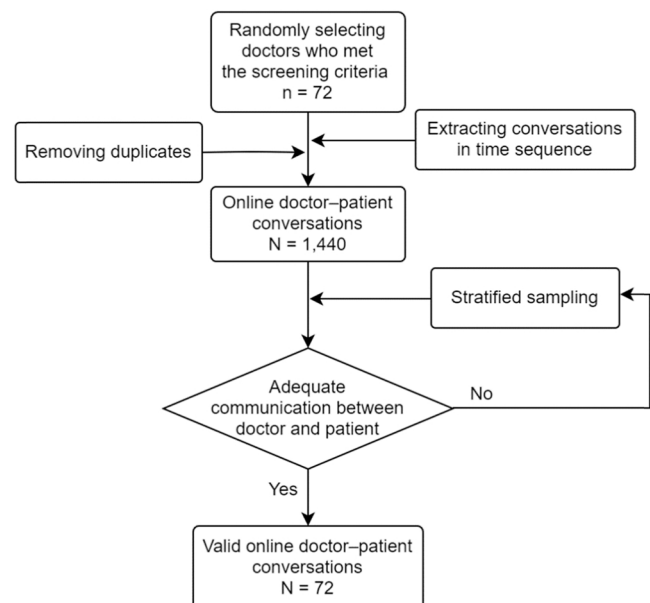 Randomly selecting
doctors who met
the screening criteria
n = 72
Removing duplicates
Extracting conversations
in time sequence
Online doctor–patient
conversations
N = 1,440
Stratified sampling
Adequate
communication between
doctor and patient
No
Yes
Valid online doctor–patient
conversations
N = 72